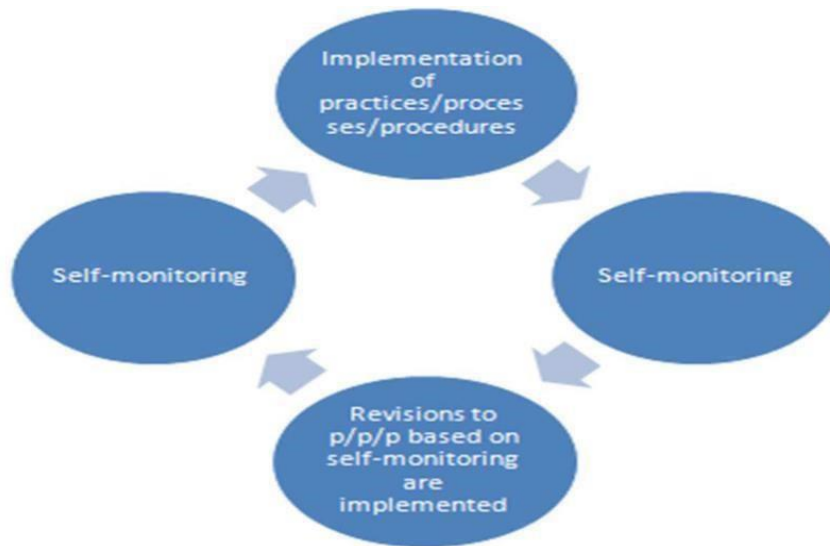 Implementation
of
practices/proces
ses/procedures
Self-monitoring
Self-monitoring
Revisions to
p/p/p based on
self-monitoring
are
implemented